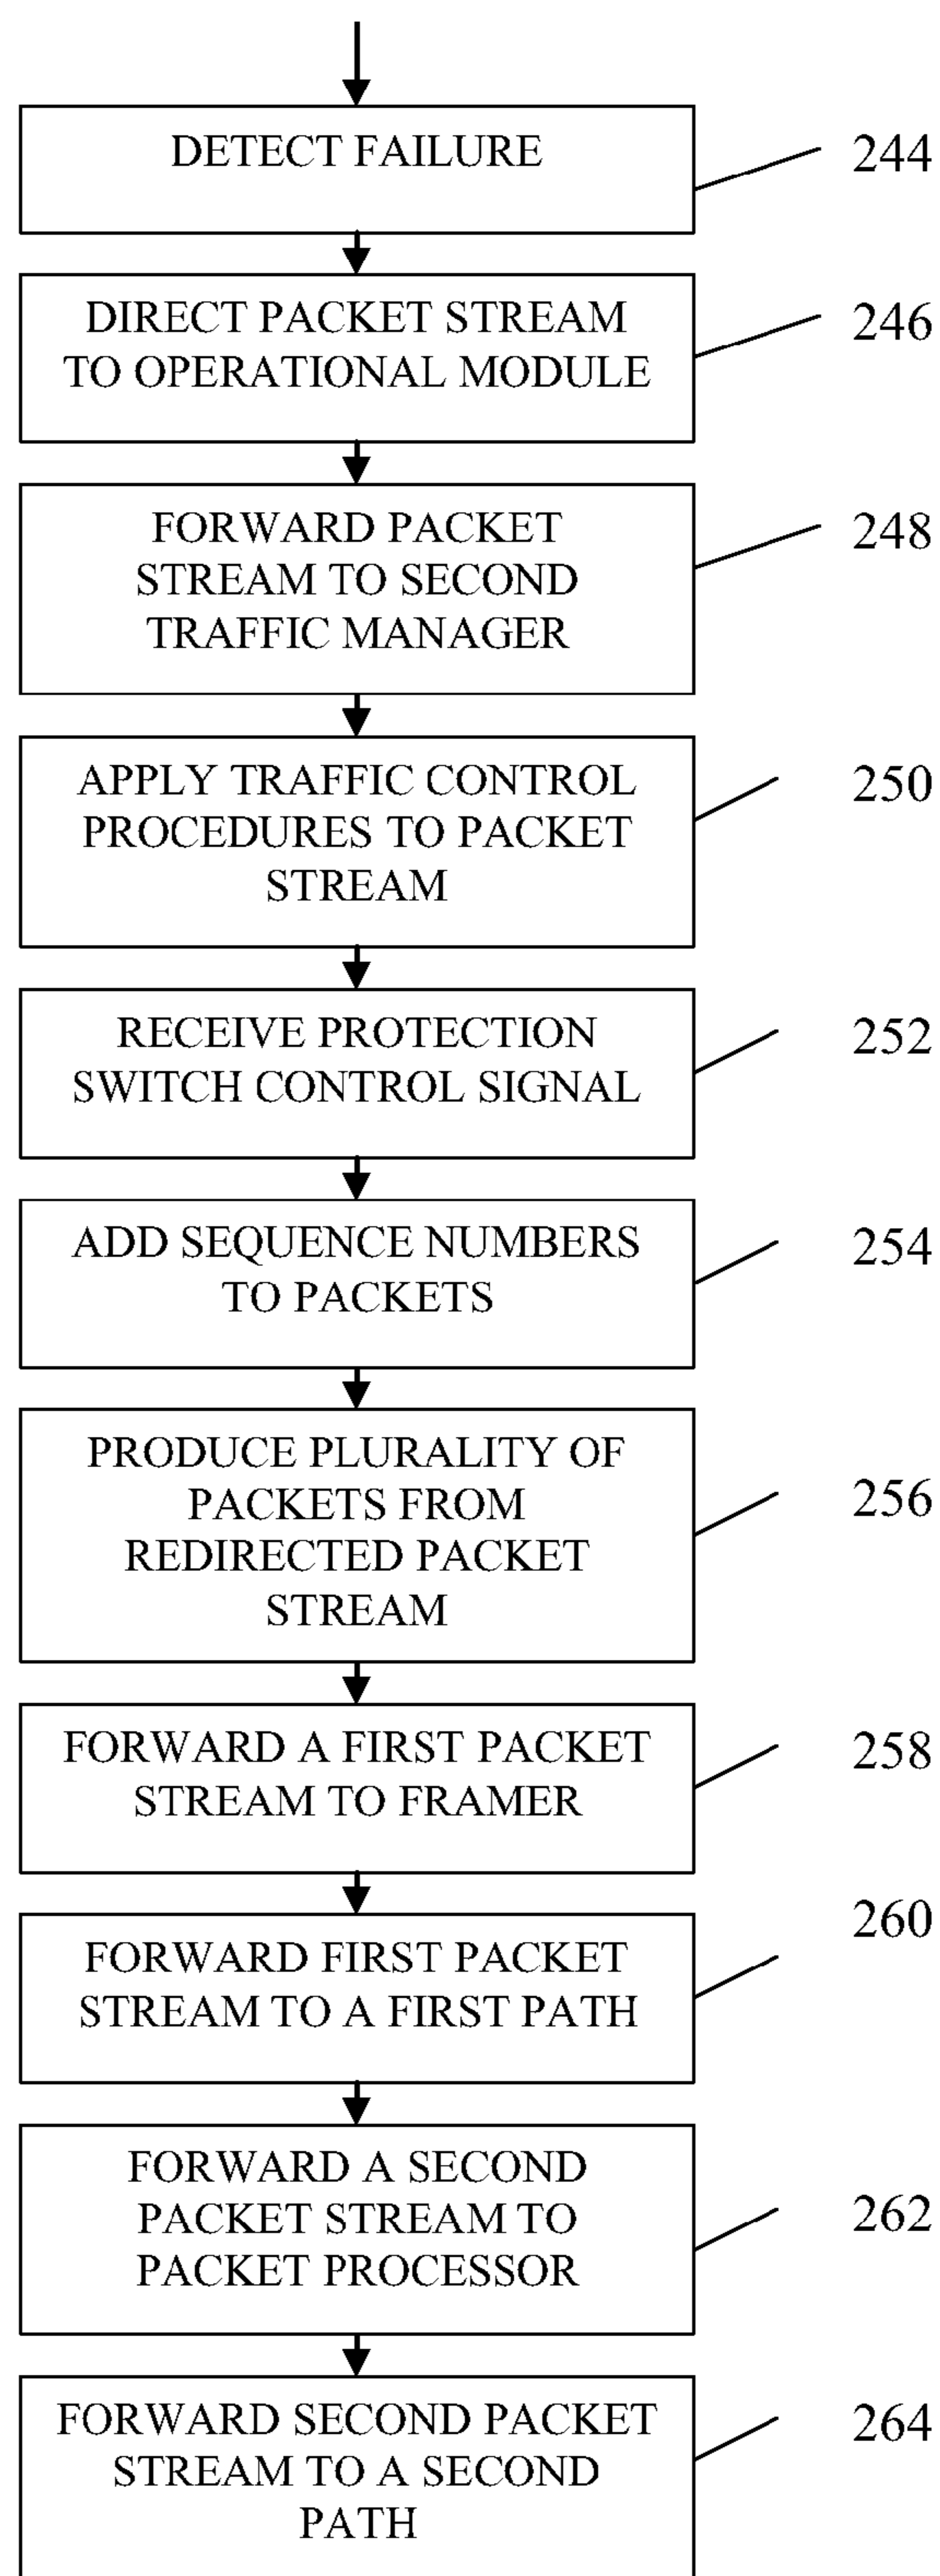 DETECT FAILURE
244
DIRECT PACKET STREAM
TO OPERATIONAL MODULE
246
FORWARD PACKET
STREAM TO SECOND
TRAFFIC MANAGER
248
APPLY TRAFFIC CONTROL
PROCEDURES TO PACKET
STREAM
250
RECEIVE PROTECTION
SWITCH CONTROL SIGNAL
252
ADD SEQUENCE NUMBERS
TO PACKETS
254
PRODUCE PLURALITY OF
PACKETS FROM
REDIRECTED PACKET
STREAM
256
FORWARD A FIRST PACKET
STREAM TO FRAMER
258
FORWARD FIRST PACKET
STREAM TO A FIRST PATH
260
FORWARD A SECOND
PACKET STREAM TO
PACKET PROCESSOR
262
FORWARD SECOND PACKET
STREAM TO A SECOND
PATH
264